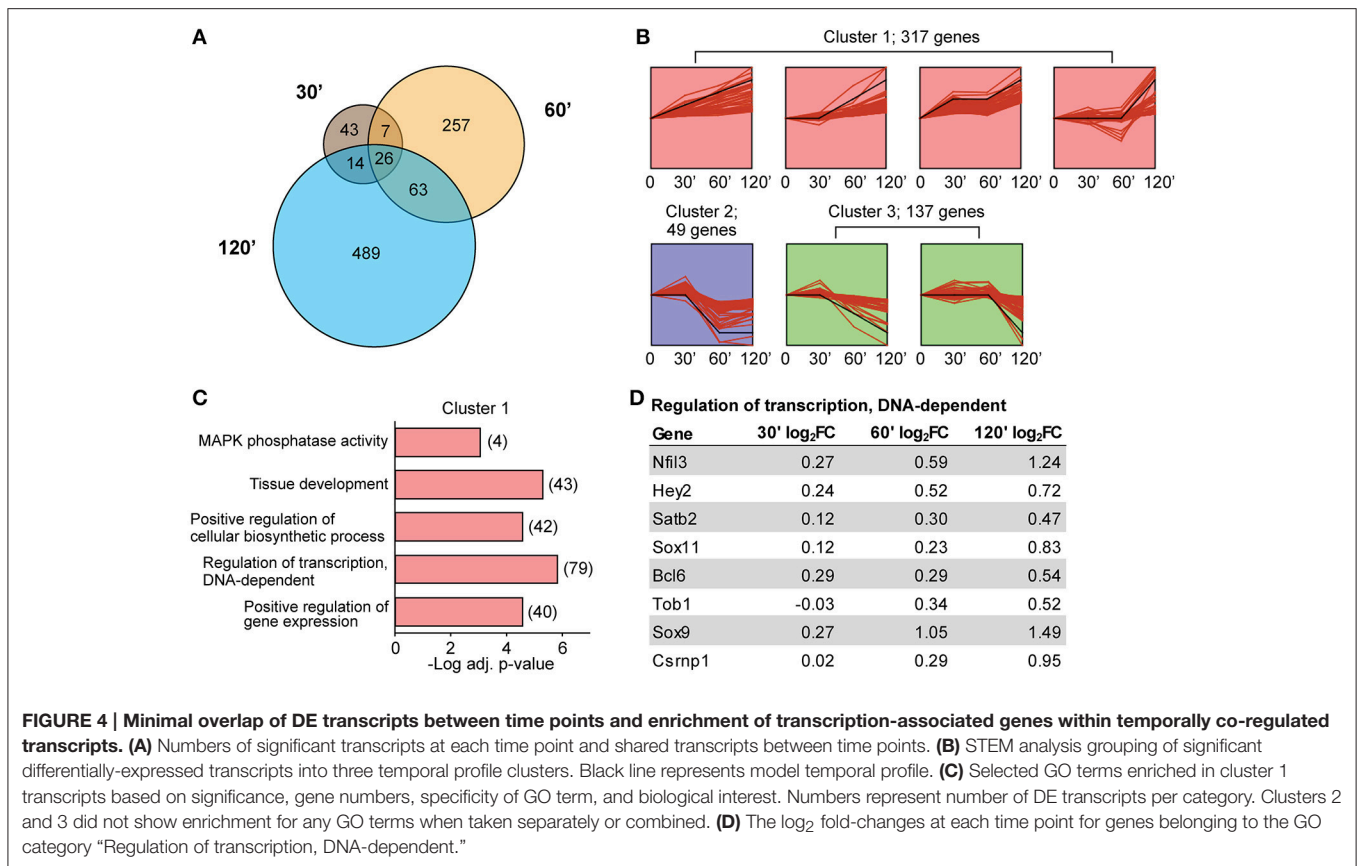 A
30'
60'
43
7
257
14
26
63
120'
489
B
Cluster 1; 317 genes
0 30' 60' 120'
0 30' 60' 120'
0 30' 60' 120'
0 30' 60' 120'
Cluster 2;
49 genes
Cluster 3; 137 genes
0 30' 60' 120'
0 30' 60' 120'
0 30' 60' 120'
C
Cluster 1
MAPK phosphatase activity
(4)
Tissue development
(43)
Positive regulation of
cellular biosynthetic process
(42)
Regulation of transcription,
DNA-dependent
(79)
Positive regulation of
gene expression
(40)
0 2 4 6
-Log adj. p-value
D
Regulation of transcription, DNA-dependent
Gene 30' log₂FC 60' log₂FC 120' log₂FC
Nfil3 0.27 0.59 1.24
Hey2 0.24 0.52 0.72
Satb2 0.12 0.30 0.47
Sox11 0.12 0.23 0.83
Bcl6 0.29 0.29 0.54
Tob1 -0.03 0.34 0.52
Sox9 0.27 1.05 1.49
Csrnp1 0.02 0.29 0.95
FIGURE 4 | Minimal overlap of DE transcripts between time points and enrichment of transcription-associated genes within temporally co-regulated
transcripts. (A) Numbers of significant transcripts at each time point and shared transcripts between time points. (B) STEM analysis grouping of significant
differentially-expressed transcripts into three temporal profile clusters. Black line represents model temporal profile. (C) Selected GO terms enriched in cluster 1
transcripts based on significance, gene numbers, specificity of GO term, and biological interest. Numbers represent number of DE transcripts per category. Clusters 2
and 3 did not show enrichment for any GO terms when taken separately or combined. (D) The log₂ fold-changes at each time point for genes belonging to the GO
category “Regulation of transcription, DNA-dependent.”